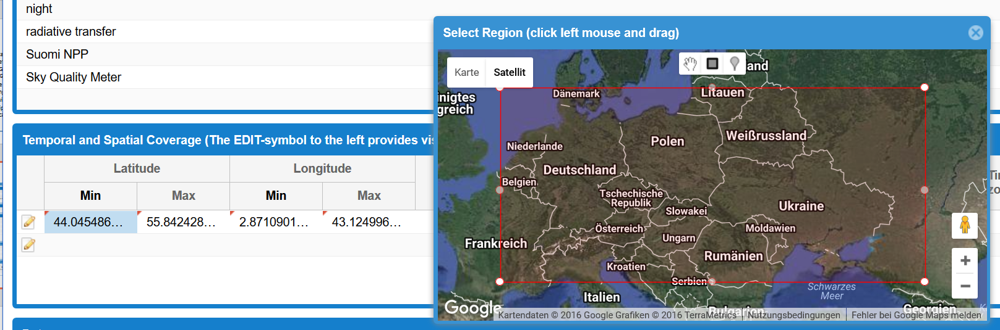 night
radiative transfer
Suomi NPP
Sky Quality Meter
Temporal and Spatial Coverage (The EDIT-symbol to the left provides
Latitude Longitude
Min Max Min Max
44.045486... 55.842428... 2.8710901... 43.124996...
Select Region (click left mouse and drag)
Karte Satellit
and
inigtes
greich
Dänemark
Litauen
Weißrussland
Polen
Niederlande
Deutschland
Belgien
Tschechische
Republik
Ukraine
Slowakei
Österreich
Moldawien
Ungarn
Frankreich
Rumänien
Kroatien
Serbien
Schwarzes
Meer
Italien
Google
Bulgarien
Georgien
Kartendaten © 2016 Google Grafiken © 2016 TerraMetrics Nutzungsbedingungen Fehler bei Google Maps melden